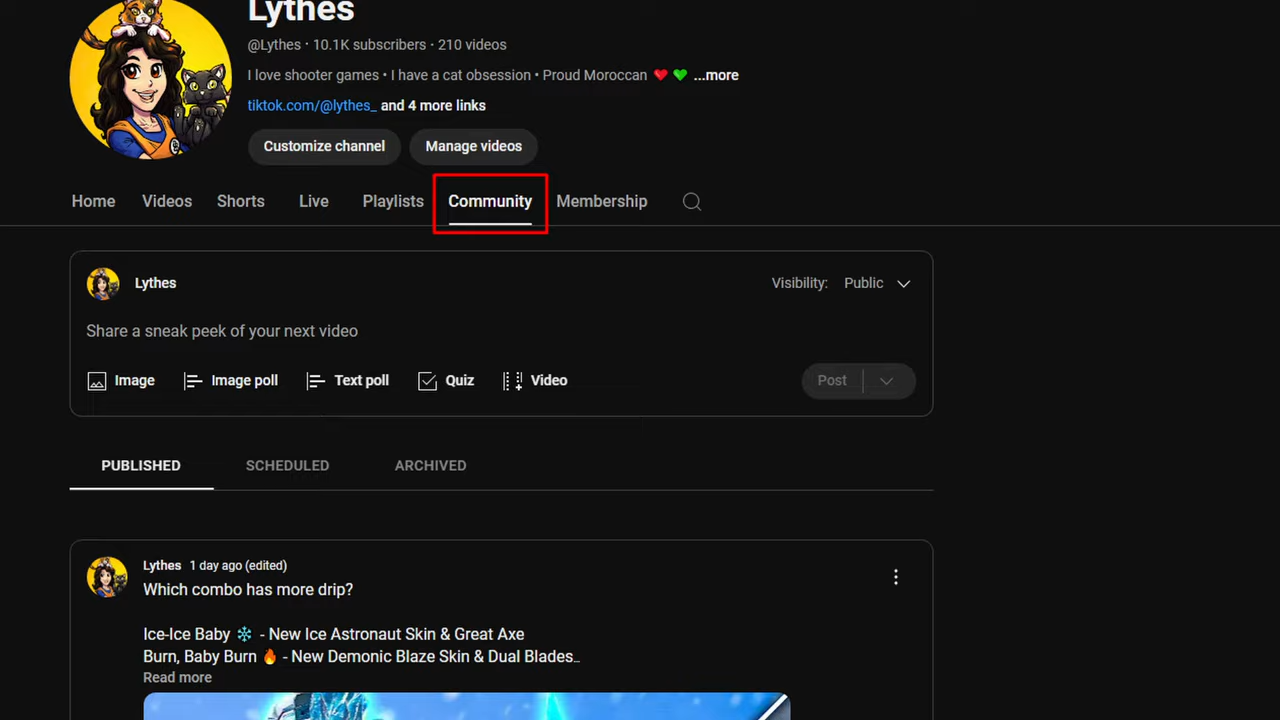 Lythes
@Lythes • 10.1K subscribers • 210 videos
I love shooter games • I have a cat obsession • Proud Moroccan ❤️ 💚 ...more
tiktok.com/@lythes_ and 4 more links
Customize channel Manage videos
Home Videos Shorts Live Playlists Community Membership
Lythes Visibility: Public
Share a sneak peek of your next video
Image Image poll Text poll Quiz Video Post
PUBLISHED SCHEDULED ARCHIVED
Lythes 1 day ago (edited)
Which combo has more drip?
Ice-Ice Baby ❄️ - New Ice Astronaut Skin & Great Axe
Burn, Baby Burn 🔥 - New Demonic Blaze Skin & Dual Blades...
Read more